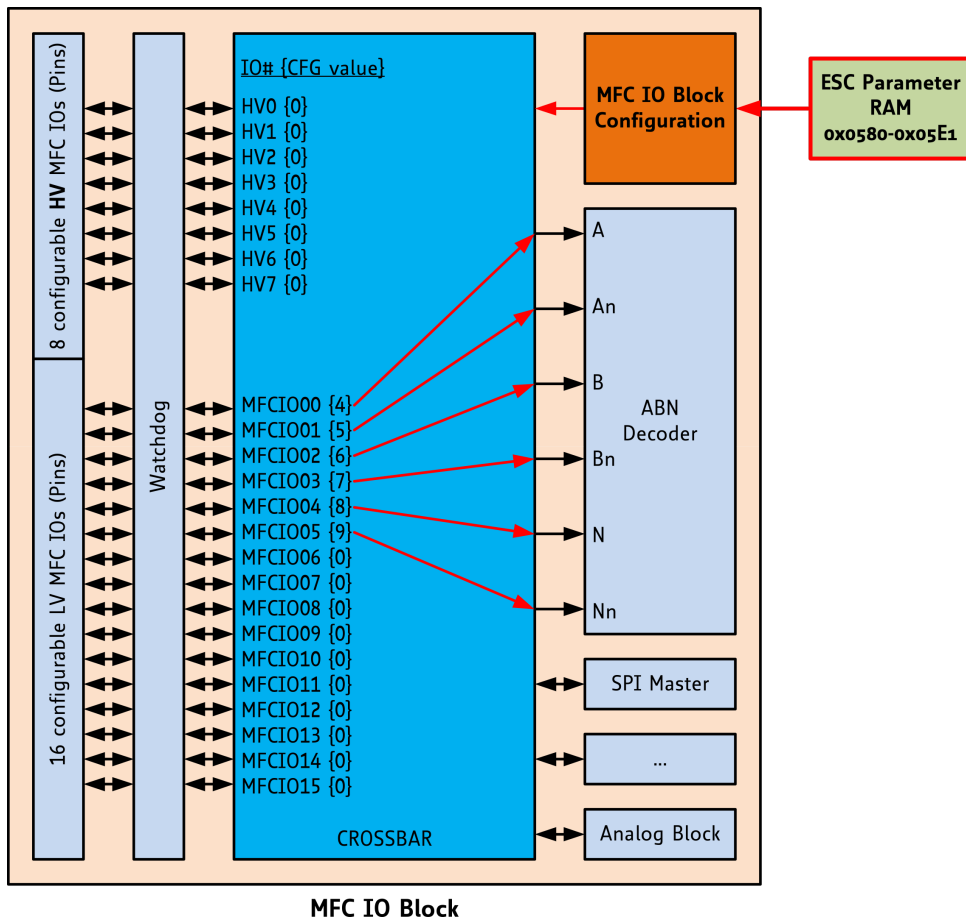 8 configurable HV MFC IOs (Pins)
16 configurable LV MFC IOs (Pins)
Watchdog
IO# {CFG value}
HV0 {0}
HV1 {0}
HV2 {0}
HV3 {0}
HV4 {0}
HV5 {0}
HV6 {0}
HV7 {0}
MFCIO00 {4}
MFCIO01 {5}
MFCIO02 {6}
MFCIO03 {7}
MFCIO04 {8}
MFCIO05 {9}
MFCIO06 {0}
MFCIO07 {0}
MFCIO08 {0}
MFCIO09 {0}
MFCIO10 {0}
MFCIO11 {0}
MFCIO12 {0}
MFCIO13 {0}
MFCIO14 {0}
MFCIO15 {0}
CROSSBAR
MFC IO Block
Configuration
ESC Parameter
RAM
0x0580-0x05E1
A
An
B
Bn
N
Nn
ABN
Decoder
SPI Master
...
Analog Block
MFC IO Block